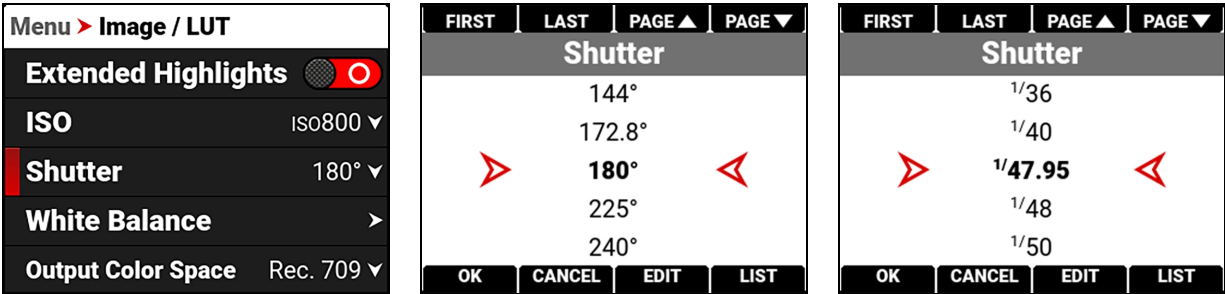 Menu ➤ Image / LUT
Extended Highlights
ISO ISO800
Shutter 180°
White Balance
Output Color Space Rec. 709
FIRST LAST PAGE▲ PAGE▼
Shutter
144°
172.8°
180°
225°
240°
OK CANCEL EDIT LIST
FIRST LAST PAGE▲ PAGE▼
Shutter
1/36
1/40
1/47.95
1/48
1/50
OK CANCEL EDIT LIST